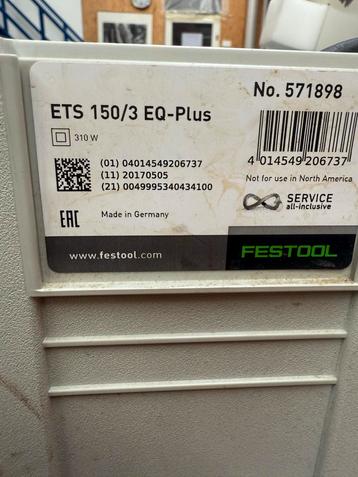 No. 571898
ETS 150/3 EQ-Plus
310 W
(01) 04014549206737
(11) 20170505
(21) 0049995340434100
4 014549 206737
Not for use in North America
SERVICE
all-inclusive
EAC
Made in Germany
www.festool.com
FESTOOL